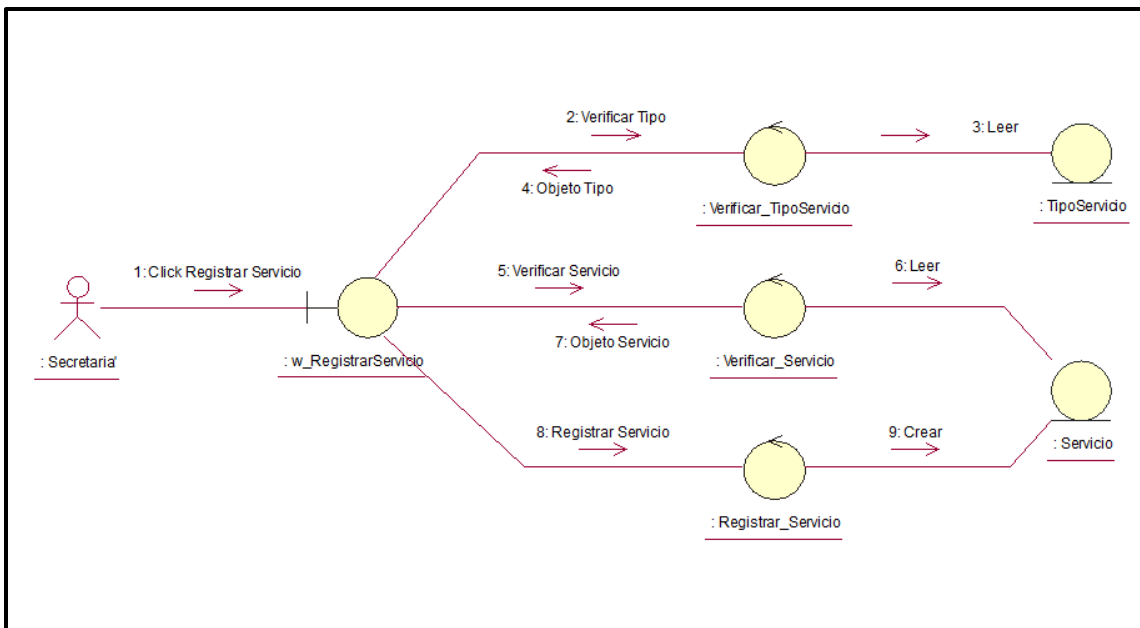 2: Verificar Tipo
3: Leer
4: Objeto Tipo
: Verificar_TipoServicio
: TipoServicio
1: Click Registrar Servicio
5: Verificar Servicio
6: Leer
7: Objeto Servicio
: Secretaria'
: w_RegistrarServicio
: Verificar_Servicio
8: Registrar Servicio
9: Crear
: Servicio
: Registrar_Servicio